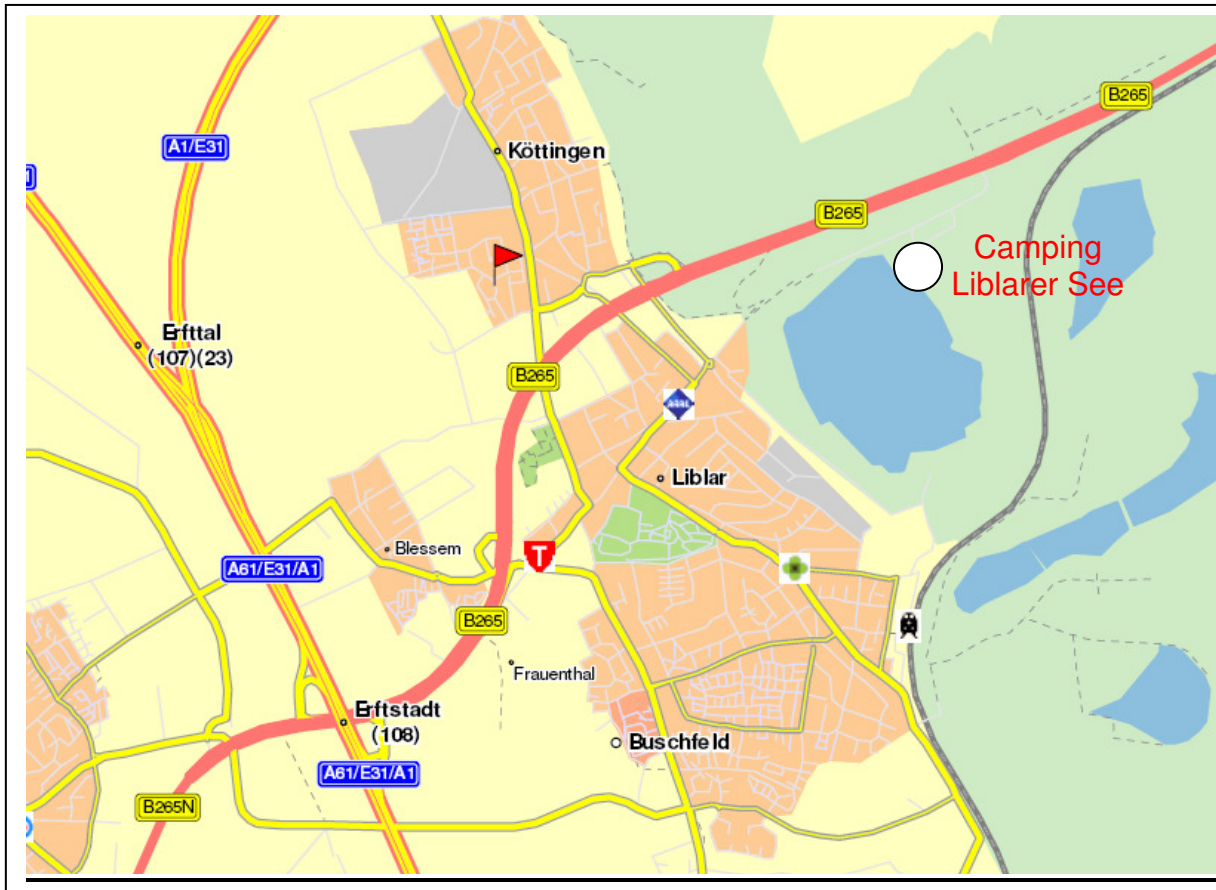 B265
A1/E31
Köttingen
B265
Camping
Liblarer See
Erfttal
(107)(23)
B265
ARAL
Liblar
Blessem
T
A61/E31/A1
B265
Frauenthal
Erftstadt
(108)
Buschfeld
A61/E31/A1
B265N